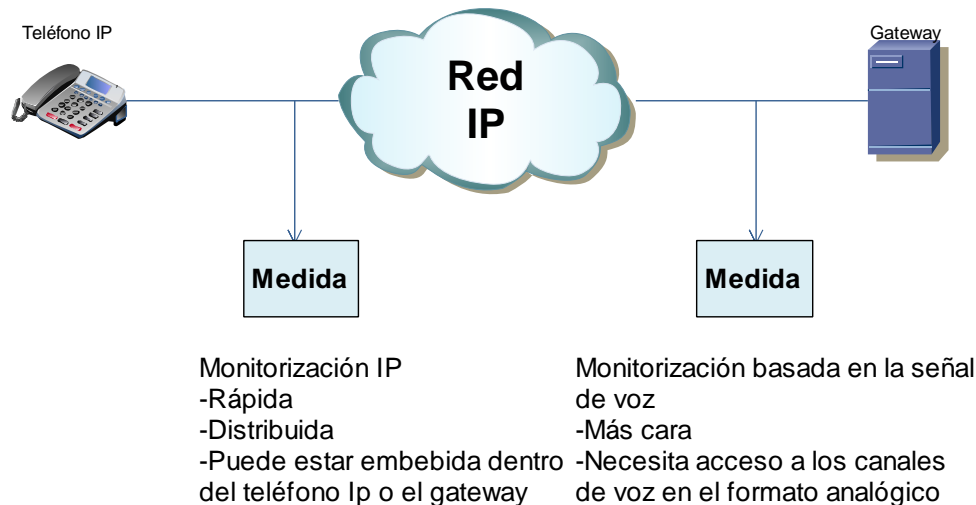 Teléfono IP
Gateway
Red
IP
Medida
Medida
Monitorización IP
-Rápida
-Distribuida
-Puede estar embebida dentro
del teléfono Ip o el gateway
Monitorización basada en la señal
de voz
-Más cara
-Necesita acceso a los canales
de voz en el formato analógico